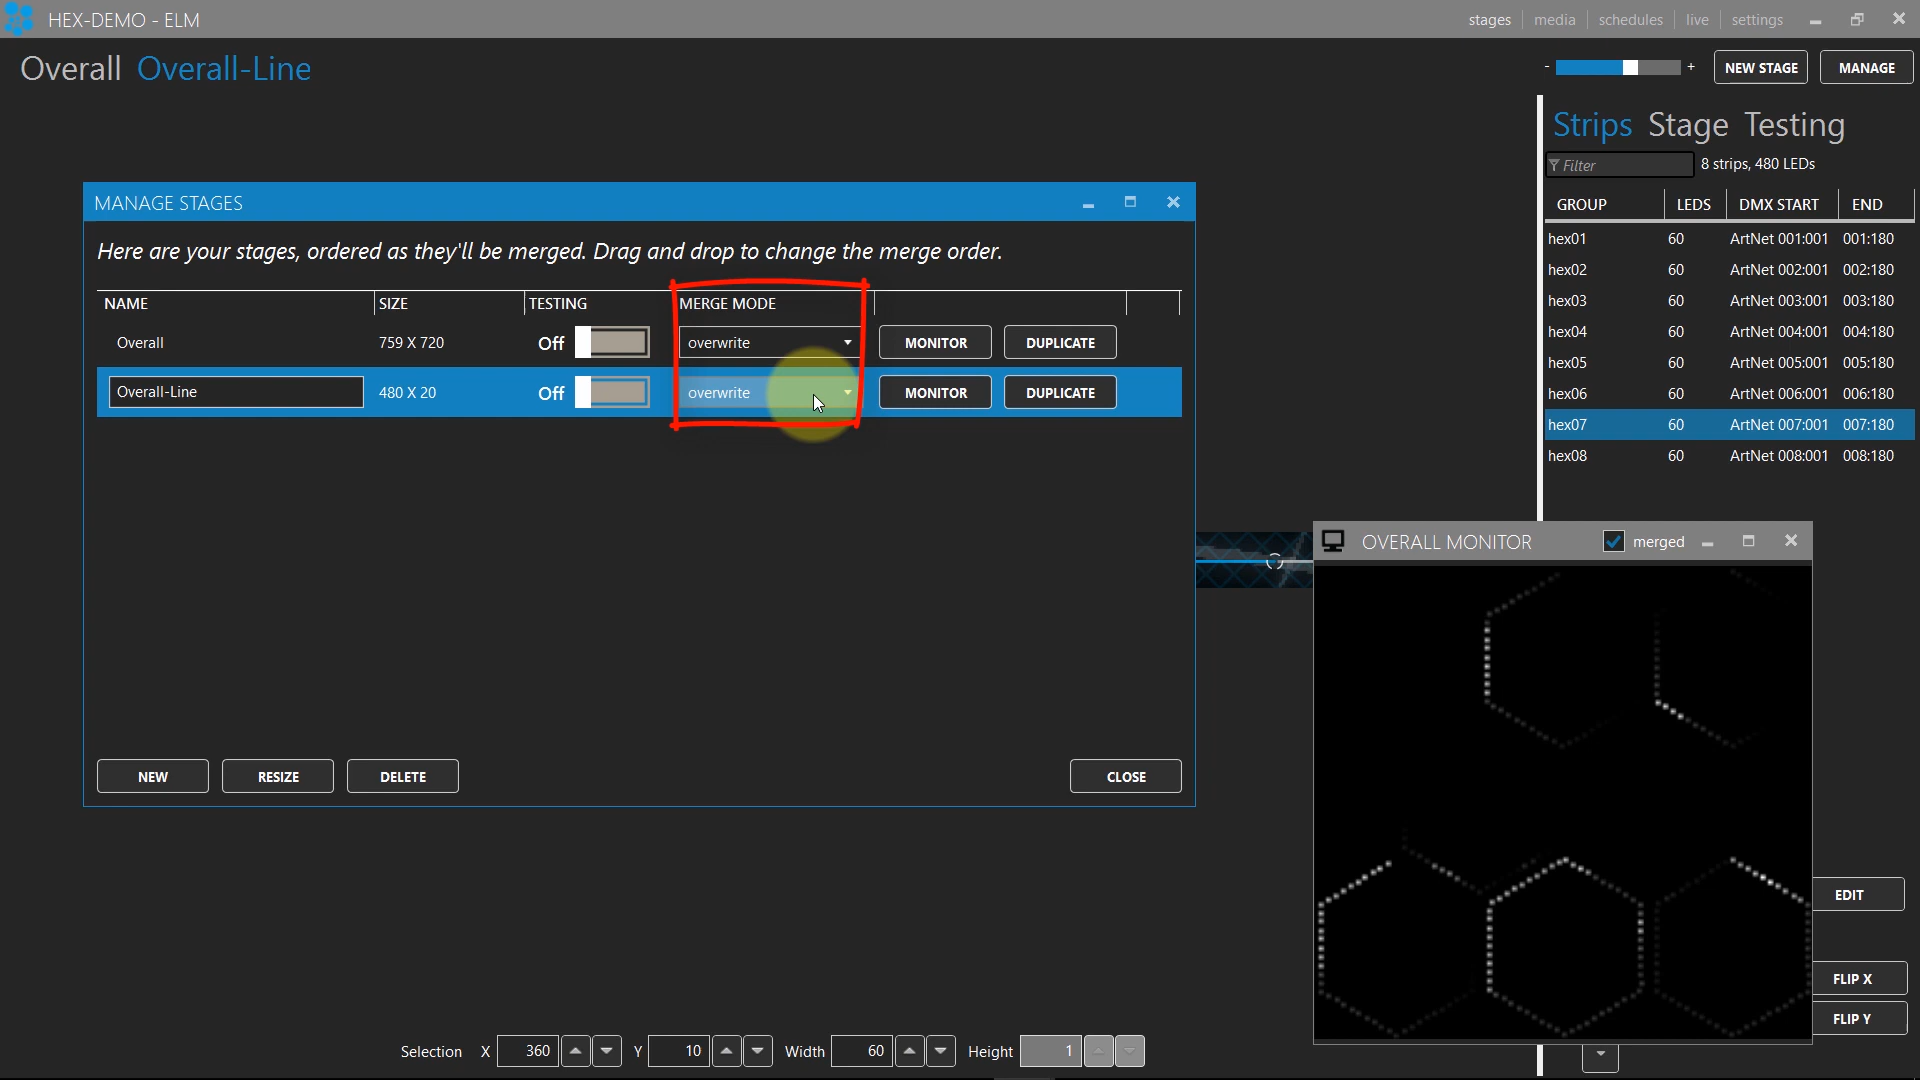 HEX-DEMO - ELM
stages media schedules live settings
Overall Overall-Line
- + NEW STAGE MANAGE
Strips Stage Testing
Filter 8 strips, 480 LEDs
GROUP LEDS DMX START END
hex01 60 ArtNet 001:001 001:180
hex02 60 ArtNet 002:001 002:180
hex03 60 ArtNet 003:001 003:180
hex04 60 ArtNet 004:001 004:180
hex05 60 ArtNet 005:001 005:180
hex06 60 ArtNet 006:001 006:180
hex07 60 ArtNet 007:001 007:180
hex08 60 ArtNet 008:001 008:180
MANAGE STAGES
Here are your stages, ordered as they'll be merged. Drag and drop to change the merge order.
NAME SIZE TESTING MERGE MODE
Overall 759 X 720 Off overwrite MONITOR DUPLICATE
Overall-Line 480 X 20 Off overwrite MONITOR DUPLICATE
NEW RESIZE DELETE CLOSE
OVERALL MONITOR merged
EDIT
FLIP X
FLIP Y
Selection X 360 Y 10 Width 60 Height 1